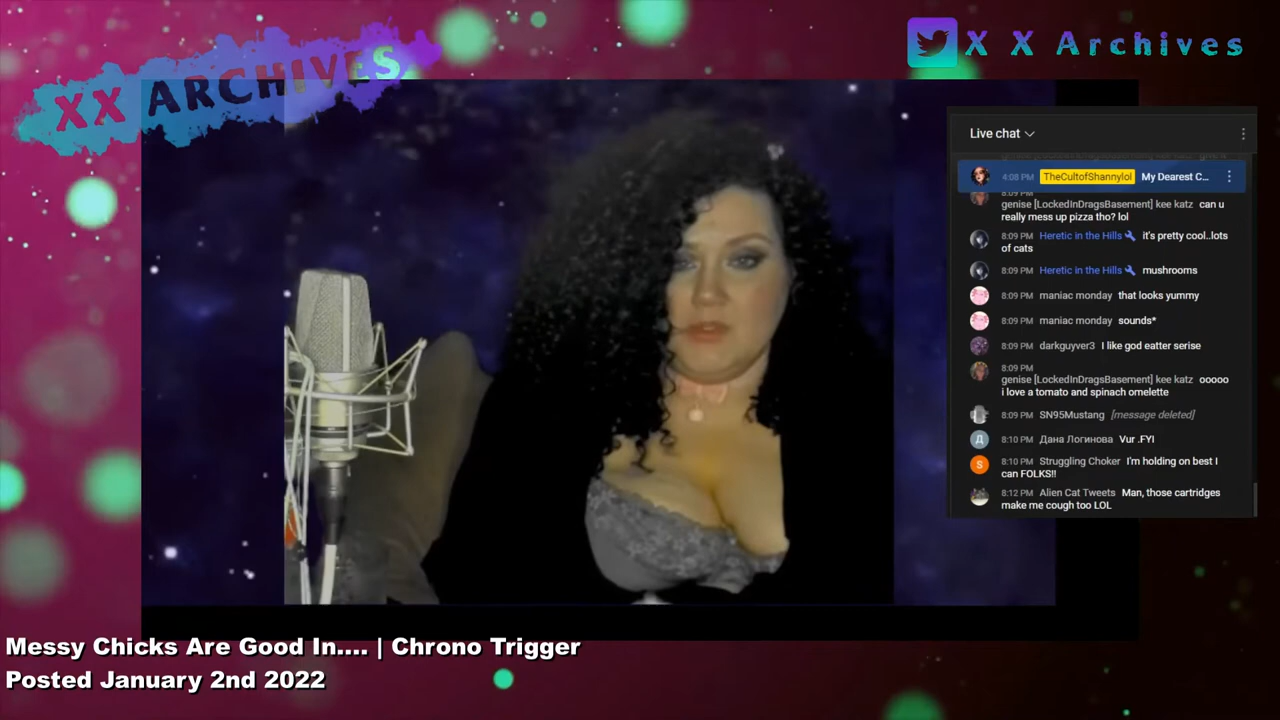 XX ARCHIVES
X X Archives
Live chat
4:08 PM TheCultofShannylol My Dearest C...
8:09 PM
genise [LockedInDragsBasement] kee katz can u
really mess up pizza tho? lol
8:09 PM Heretic in the Hills it's pretty cool..lots
of cats
8:09 PM Heretic in the Hills mushrooms
8:09 PM maniac monday that looks yummy
8:09 PM maniac monday sounds*
8:09 PM darkguyver3 I like god eatter serise
8:09 PM
genise [LockedInDragsBasement] kee katz ooooo
i love a tomato and spinach omelette
8:09 PM SN95Mustang [message deleted]
Д 8:10 PM Дана Логинова Vur .FYI
S 8:10 PM Struggling Choker I'm holding on best I
can FOLKS!!
8:12 PM Alien Cat Tweets Man, those cartridges
make me cough too LOL
Messy Chicks Are Good In.... | Chrono Trigger
Posted January 2nd 2022